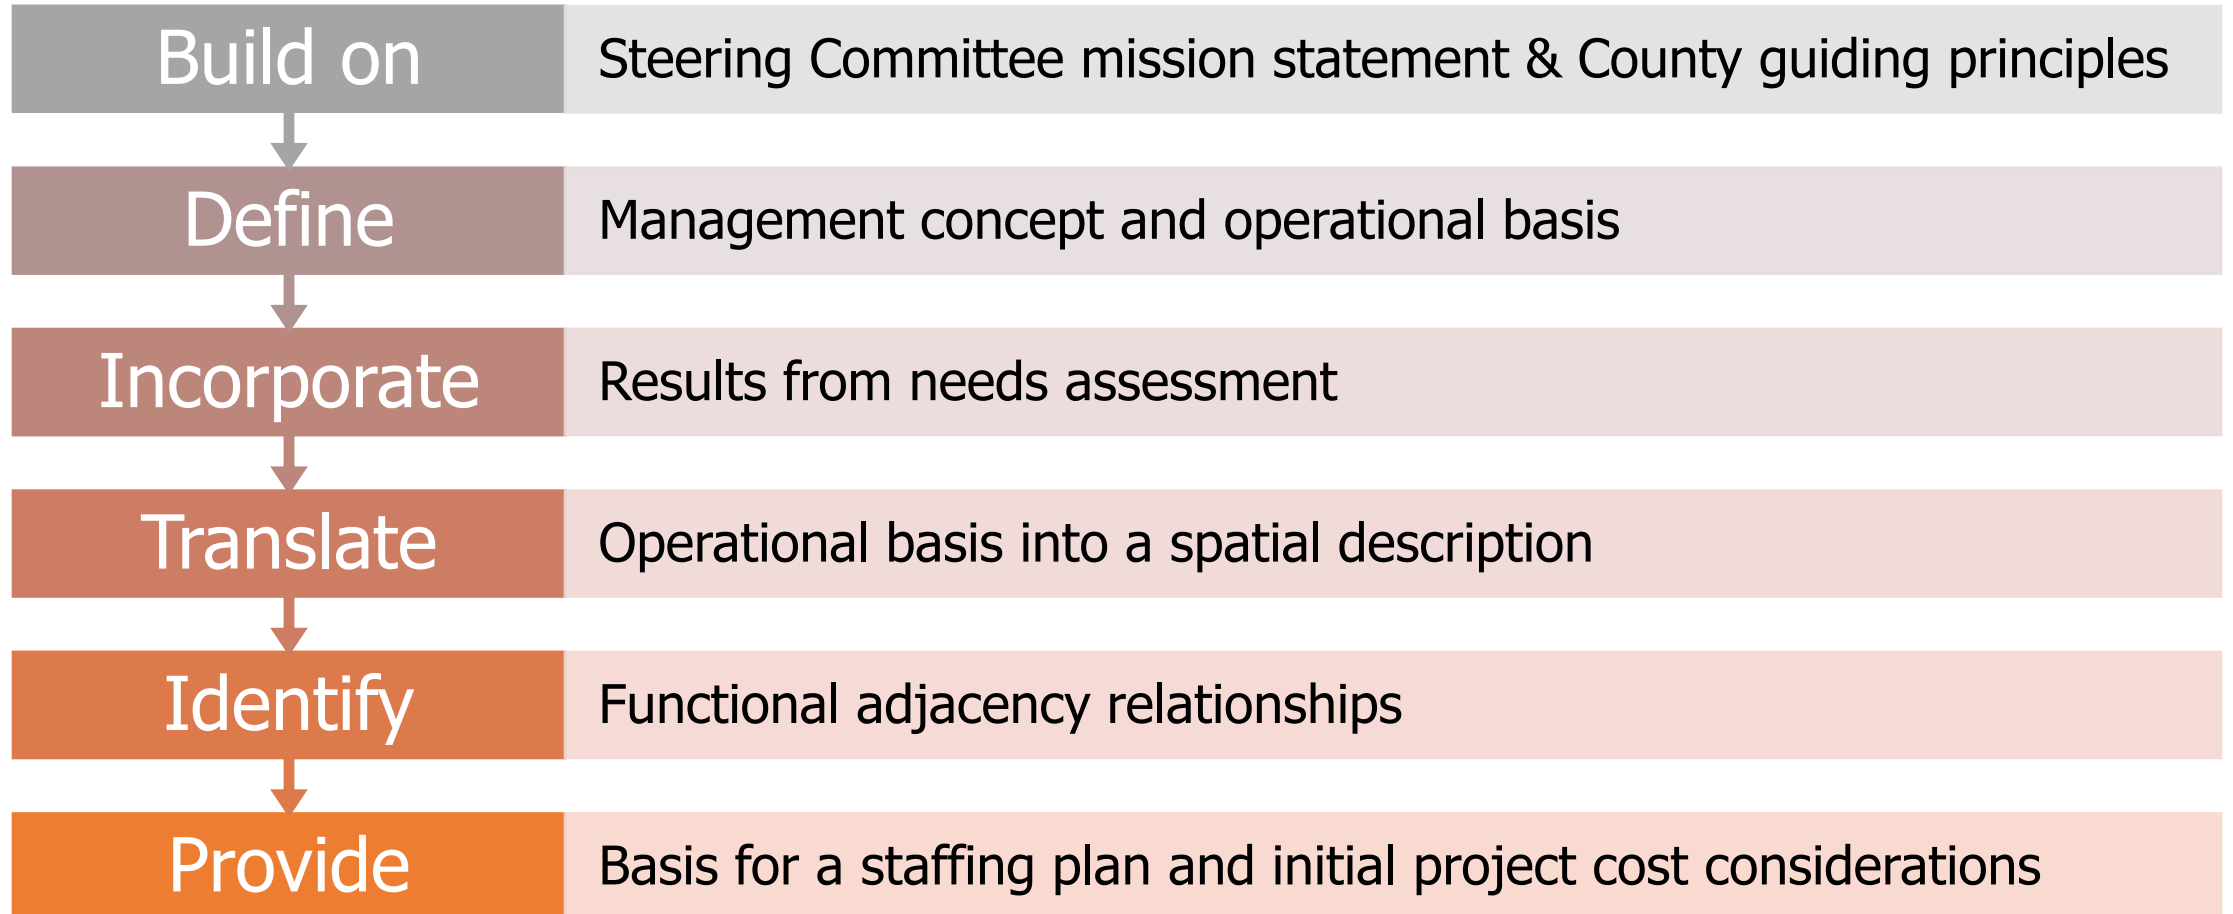 Build on
Steering Committee mission statement & County guiding principles
Define
Management concept and operational basis
Incorporate
Results from needs assessment
Translate
Operational basis into a spatial description
Identify
Functional adjacency relationships
Provide
Basis for a staffing plan and initial project cost considerations